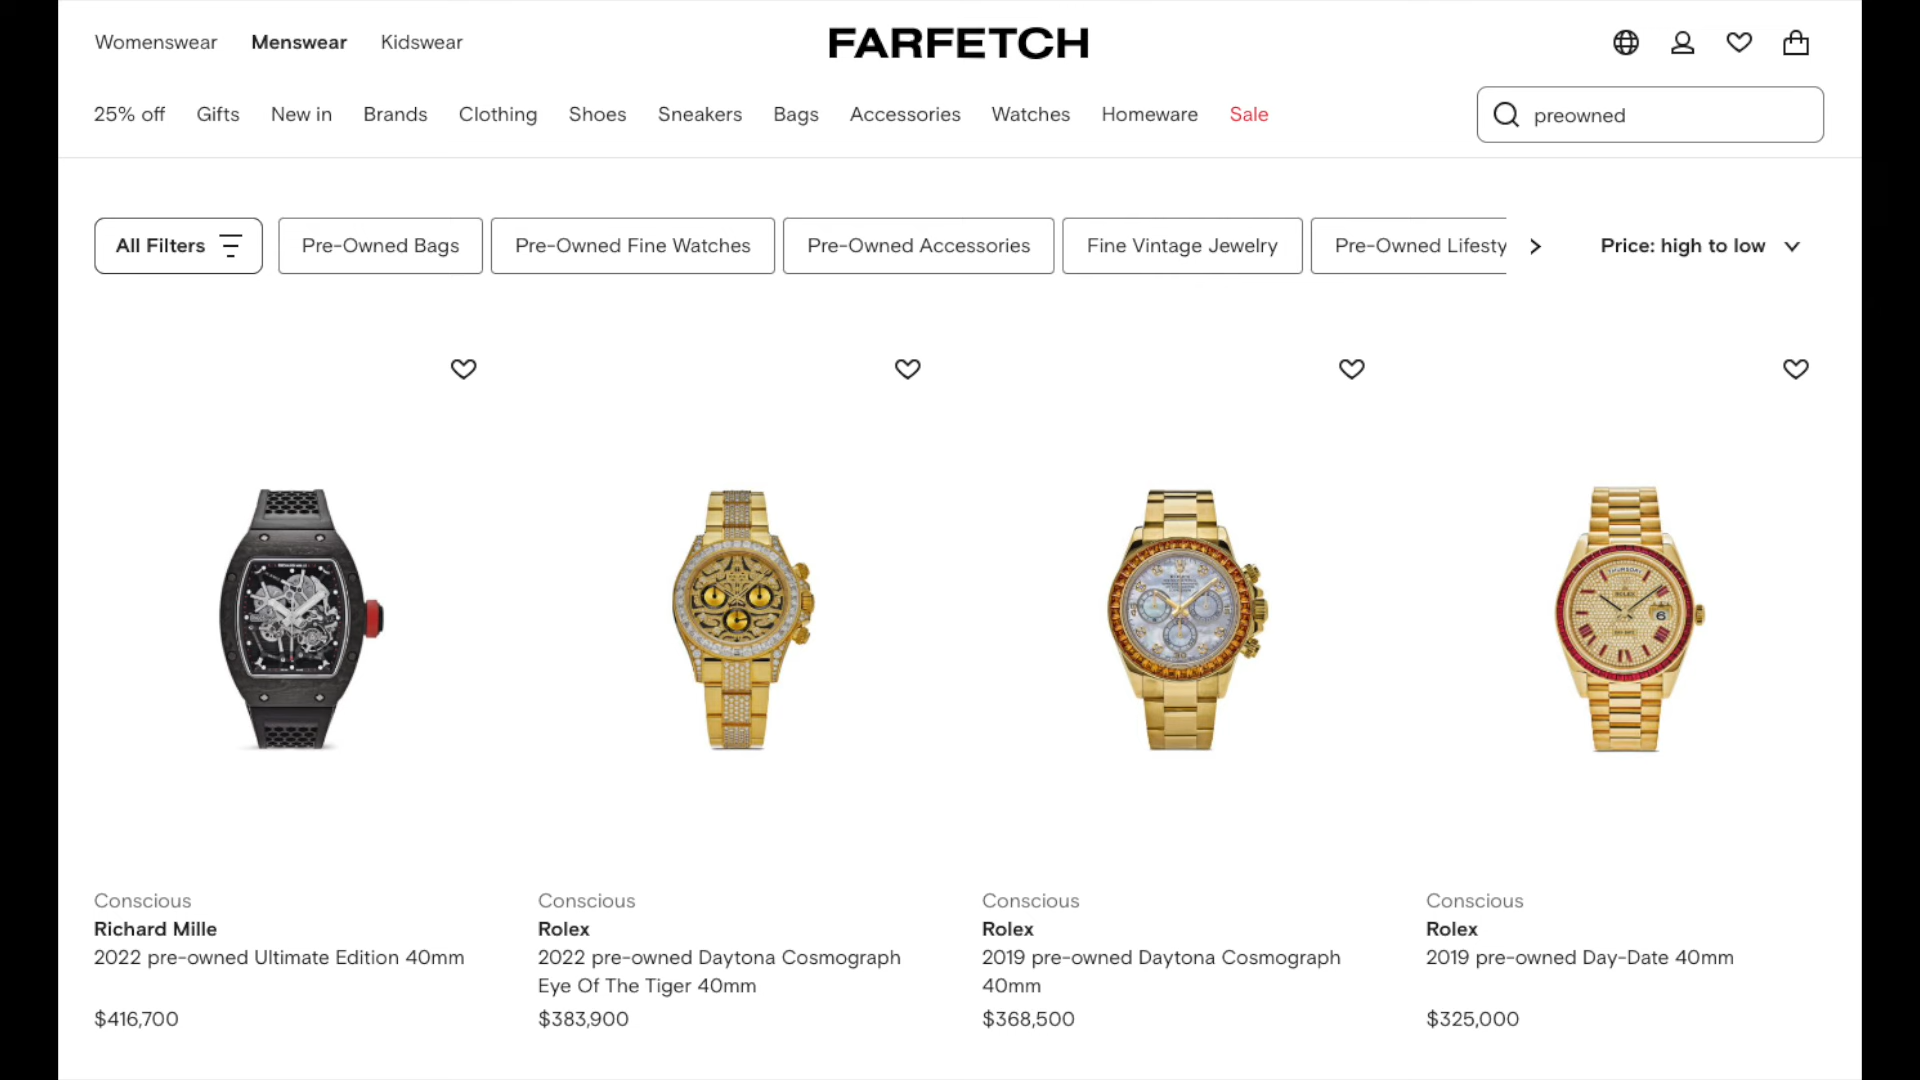 Womenswear Menswear Kidswear
FARFETCH
25% off Gifts New in Brands Clothing Shoes Sneakers Bags Accessories Watches Homeware Sale
preowned
All Filters Pre-Owned Bags Pre-Owned Fine Watches Pre-Owned Accessories Fine Vintage Jewelry Pre-Owned Lifesty Price: high to low
THURSDAY
ROLEX
6
Conscious
Richard Mille
2022 pre-owned Ultimate Edition 40mm
$416,700
Conscious
Rolex
2022 pre-owned Daytona Cosmograph
Eye Of The Tiger 40mm
$383,900
Conscious
Rolex
2019 pre-owned Daytona Cosmograph
40mm
$368,500
Conscious
Rolex
2019 pre-owned Day-Date 40mm
$325,000